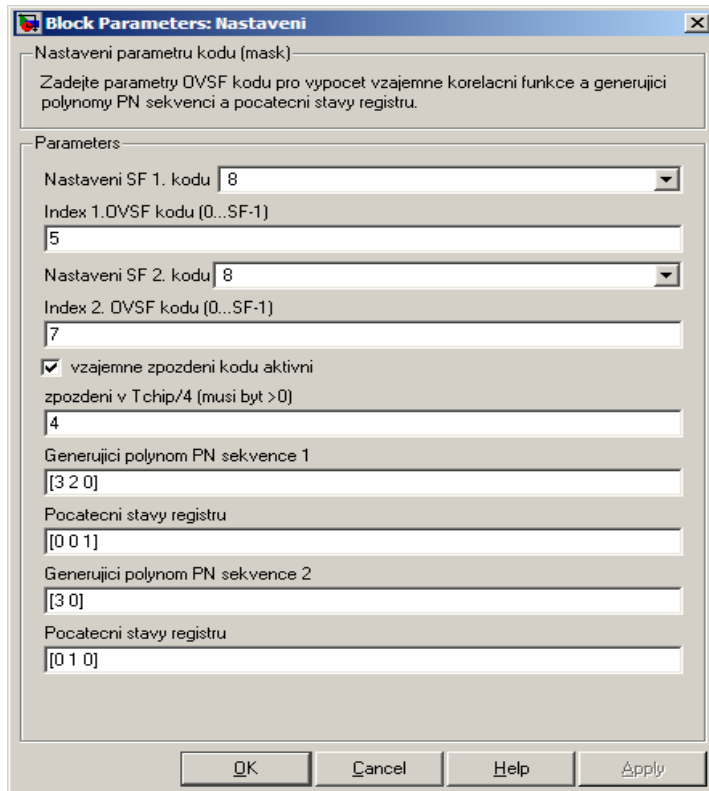 Block Parameters: Nastaveni
Nastaveni parametru kodu (mask)
Zadejte parametry OVSF kodu pro vypocet vzajemne korelacni funkce a generujici
polynomy PN sekvenci a pocatecni stavy registru.
Parameters
Nastaveni SF 1. kodu 8
Index 1.OVSF kodu (0...SF-1)
5
Nastaveni SF 2. kodu 8
Index 2. OVSF kodu (0...SF-1)
7
vzajemne zpozdeni kodu aktivni
zpozdeni v Tchip/4 (musi byt >0)
4
Generujici polynom PN sekvence 1
[3 2 0]
Pocatecni stavy registru
[0 0 1]
Generujici polynom PN sekvence 2
[3 0]
Pocatecni stavy registru
[0 1 0]
OK Cancel Help Apply